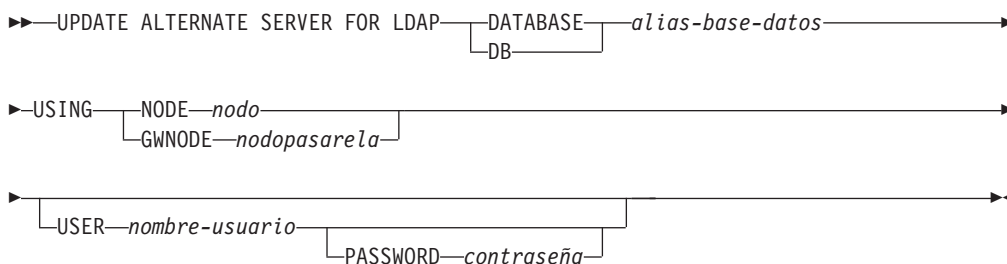 UPDATE ALTERNATE SERVER FOR LDAP DATABASE alias-base-datos
DB
USING NODE nodo
GWNODE nodopasarela
USER nombre-usuario
PASSWORD contraseña